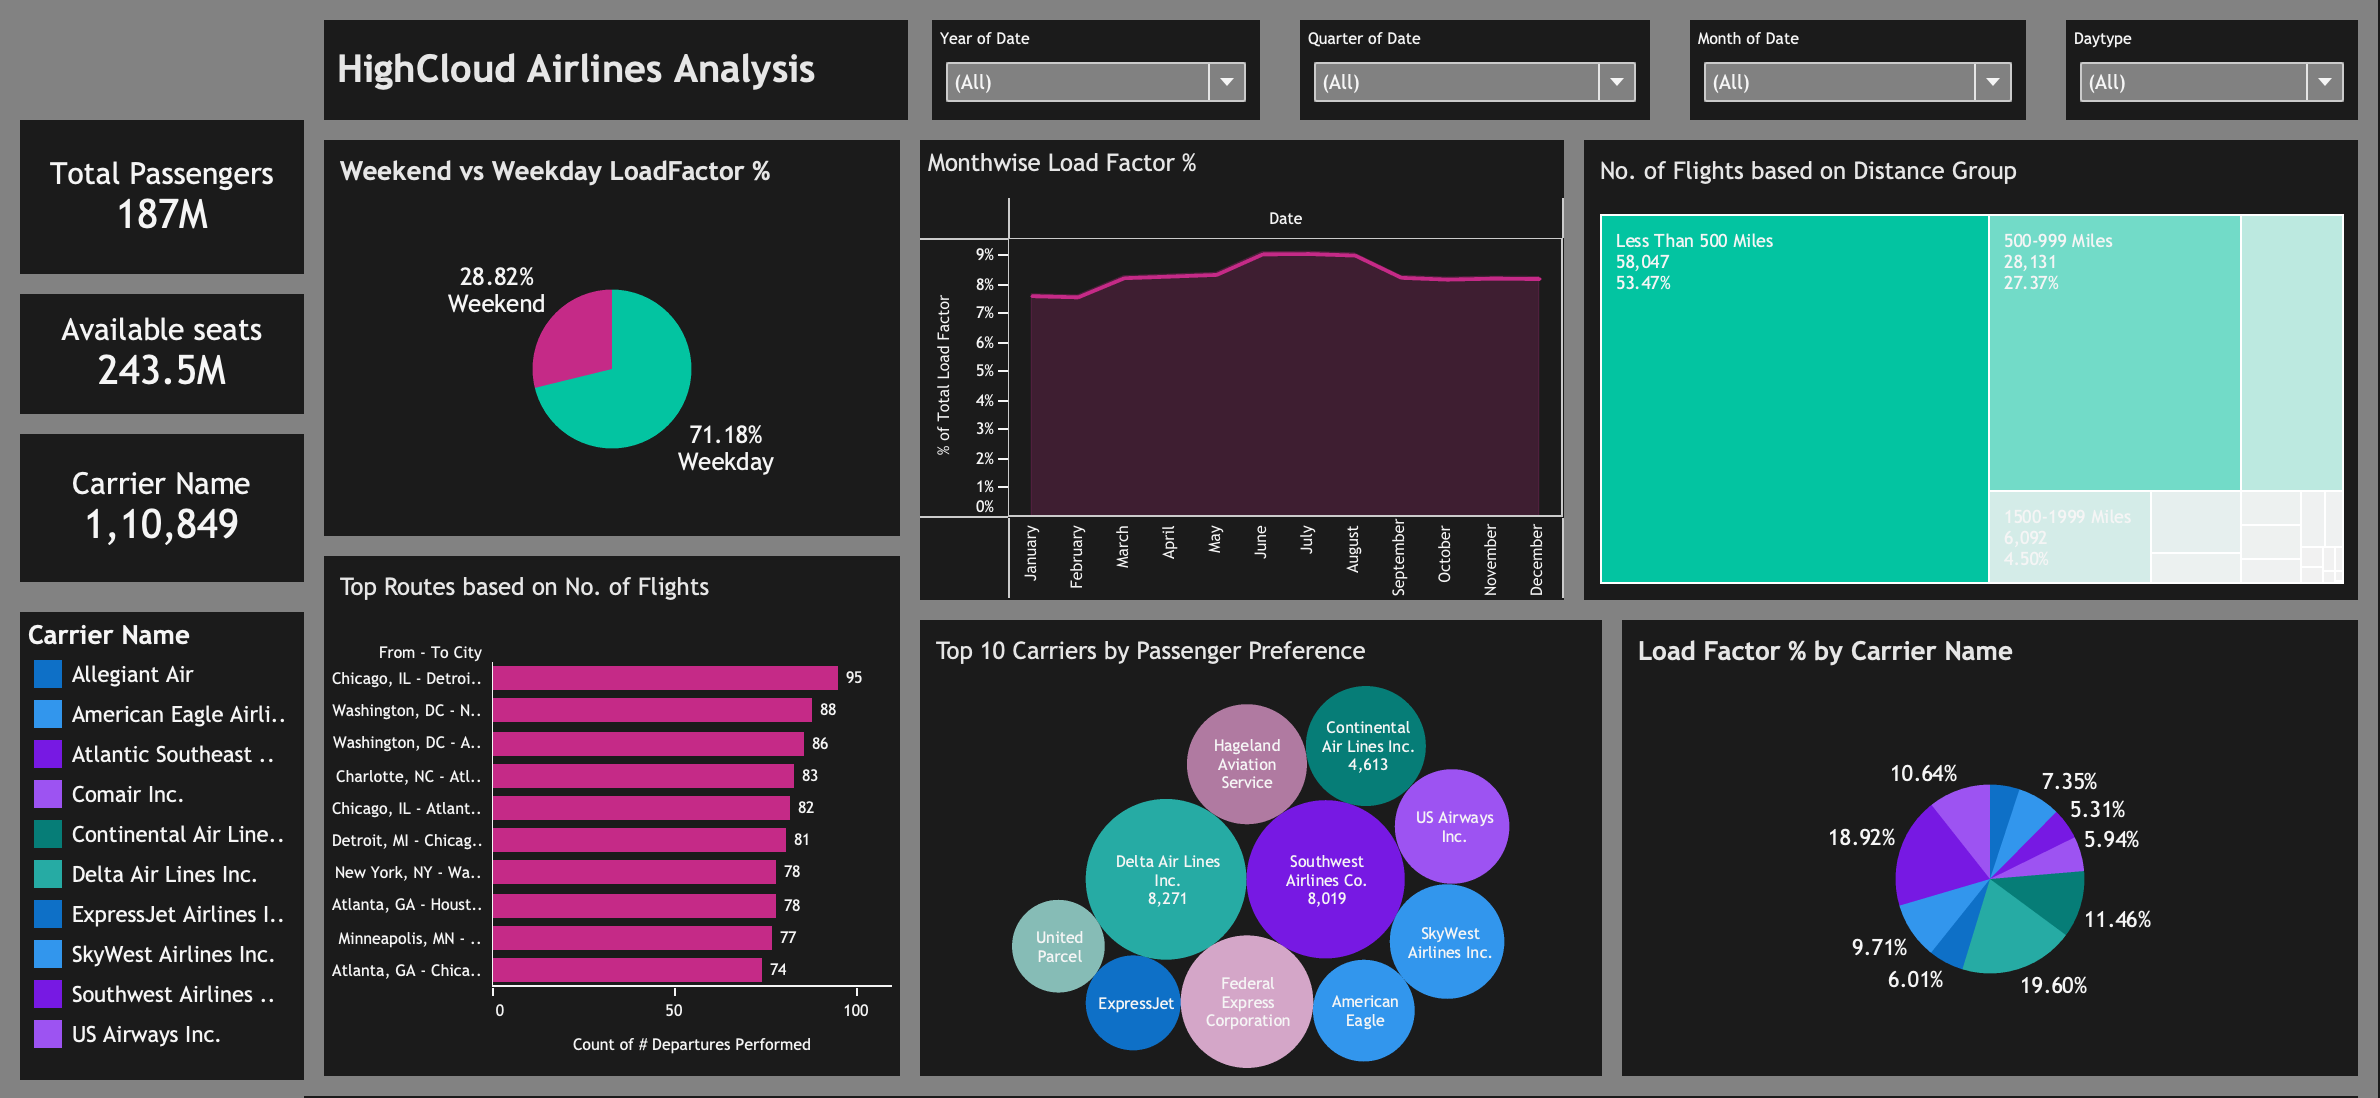 HighCloud Airlines Analysis
Year of Date
(All)
Quarter of Date
(All)
Month of Date
(All)
Daytype
(All)
Total Passengers
187M
Available seats
243.5M
Carrier Name
1,10,849
Carrier Name
Allegiant Air
American Eagle Airli..
Atlantic Southeast ..
Comair Inc.
Continental Air Line..
Delta Air Lines Inc.
ExpressJet Airlines I..
SkyWest Airlines Inc.
Southwest Airlines ..
US Airways Inc.
Weekend vs Weekday LoadFactor %
28.82%
Weekend
71.18%
Weekday
Top Routes based on No. of Flights
From - To City
Chicago, IL - Detroi.. 95
Washington, DC - N.. 88
Washington, DC - A.. 86
Charlotte, NC - Atl.. 83
Chicago, IL - Atlant.. 82
Detroit, MI - Chicag.. 81
New York, NY - Wa.. 78
Atlanta, GA - Houst.. 78
Minneapolis, MN - .. 77
Atlanta, GA - Chica.. 74
0 50 100
Count of # Departures Performed
Monthwise Load Factor %
Date
% of Total Load Factor
9%
8%
7%
6%
5%
4%
3%
2%
1%
0%
January
February
March
April
May
June
July
August
September
October
November
December
No. of Flights based on Distance Group
Less Than 500 Miles
58,047
53.47%
500-999 Miles
28,131
27.37%
1500-1999 Miles
6,092
4.50%
Top 10 Carriers by Passenger Preference
Hageland
Aviation
Service
Continental
Air Lines Inc.
4,613
US Airways
Inc.
Delta Air Lines
Inc.
8,271
Southwest
Airlines Co.
8,019
SkyWest
Airlines Inc.
United
Parcel
ExpressJet
Federal
Express
Corporation
American
Eagle
Load Factor % by Carrier Name
10.64%
7.35%
5.31%
5.94%
18.92%
11.46%
9.71%
6.01%
19.60%